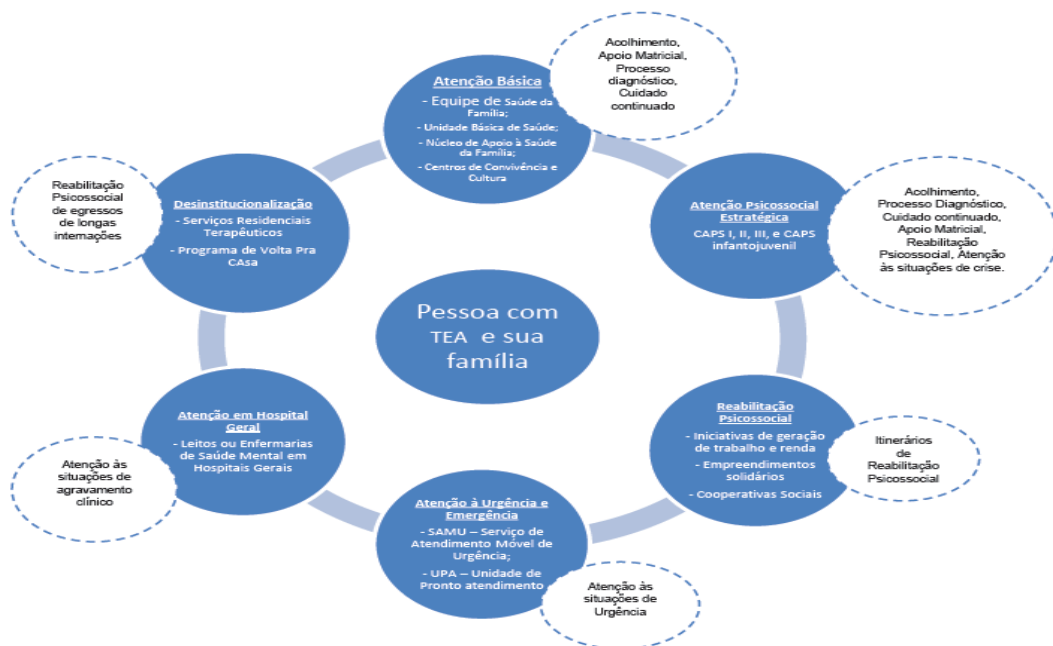 Atenção Básica
- Equipe de Saúde da
Família;
- Unidade Básica de Saúde;
- Núcleo de Apoio à Saúde
da Família;
- Centros de Convivência e
Cultura
Acolhimento,
Apoio Matricial,
Processo
diagnóstico,
Cuidado
continuado
Atenção Psicossocial
Estratégica
CAPS I, II, III, e CAPS
infantojuvenil
Acolhimento,
Processo Diagnóstico,
Cuidado continuado,
Apoio Matricial,
Reabilitação
Psicossocial, Atenção
às situações de crise.
Reabilitação
Psicossocial
- Iniciativas de geração
de trabalho e renda
- Empreendimentos
solidários
- Cooperativas Sociais
Itinerários
de
Reabilitação
Psicossocial
Atenção à Urgência e
Emergência
- SAMU – Serviço de
Atendimento Móvel de
Urgência;
- UPA – Unidade de
Pronto atendimento
Atenção às
situações de
Urgência
Atenção em Hospital
Geral
- Leitos ou Enfermarias
de Saúde Mental em
Hospitais Gerais
Atenção às
situações de
agravamento
clínico
Desinstitucionalização
- Serviços Residenciais
Terapêuticos
- Programa de Volta Pra
CAsa
Reabilitação
Psicossocial
de egressos
de longas
internações
Pessoa com
TEA e sua
família